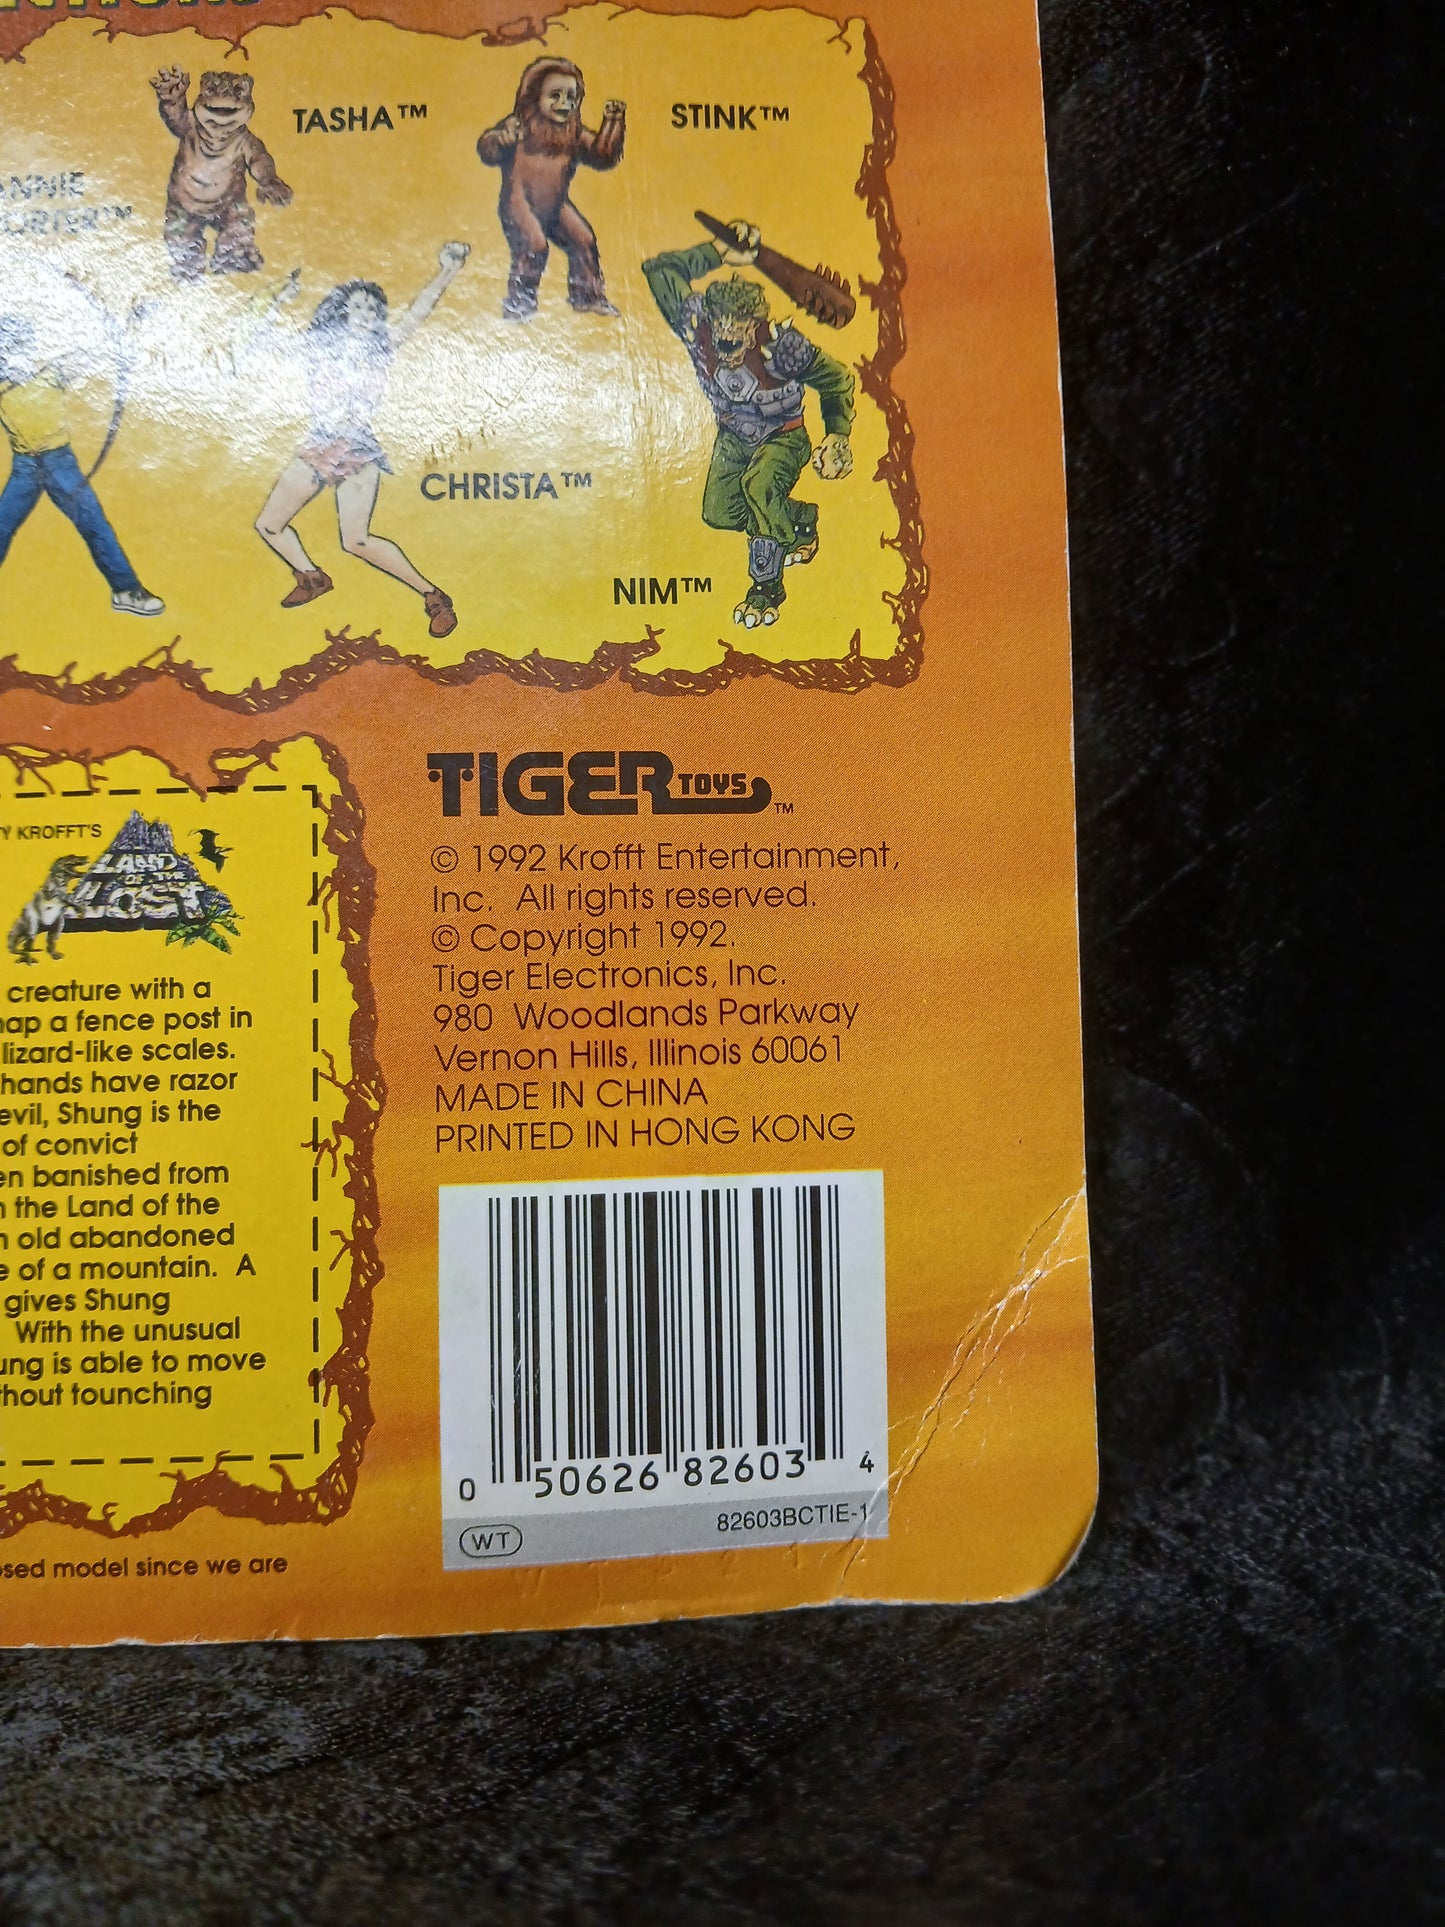 TASHA™
STINK™
CHRISTA™
NIM™
TIGER TOYS™
© 1992 Krofft Entertainment,
Inc. All rights reserved.
© Copyright 1992.
Tiger Electronics, Inc.
980 Woodlands Parkway
Vernon Hills, Illinois 60061
MADE IN CHINA
PRINTED IN HONG KONG
Y KROFFT'S
LAND OF THE LOST
creature with a
a fence post in
lizard-like scales.
hands have razor
evil, Shung is the
of convict
banished from
the Land of the
old abandoned
of a mountain. A
gives Shung
With the unusual
is able to move
tounching
0 50626 82603 4
82603BCTIE-1
WT
model since we are